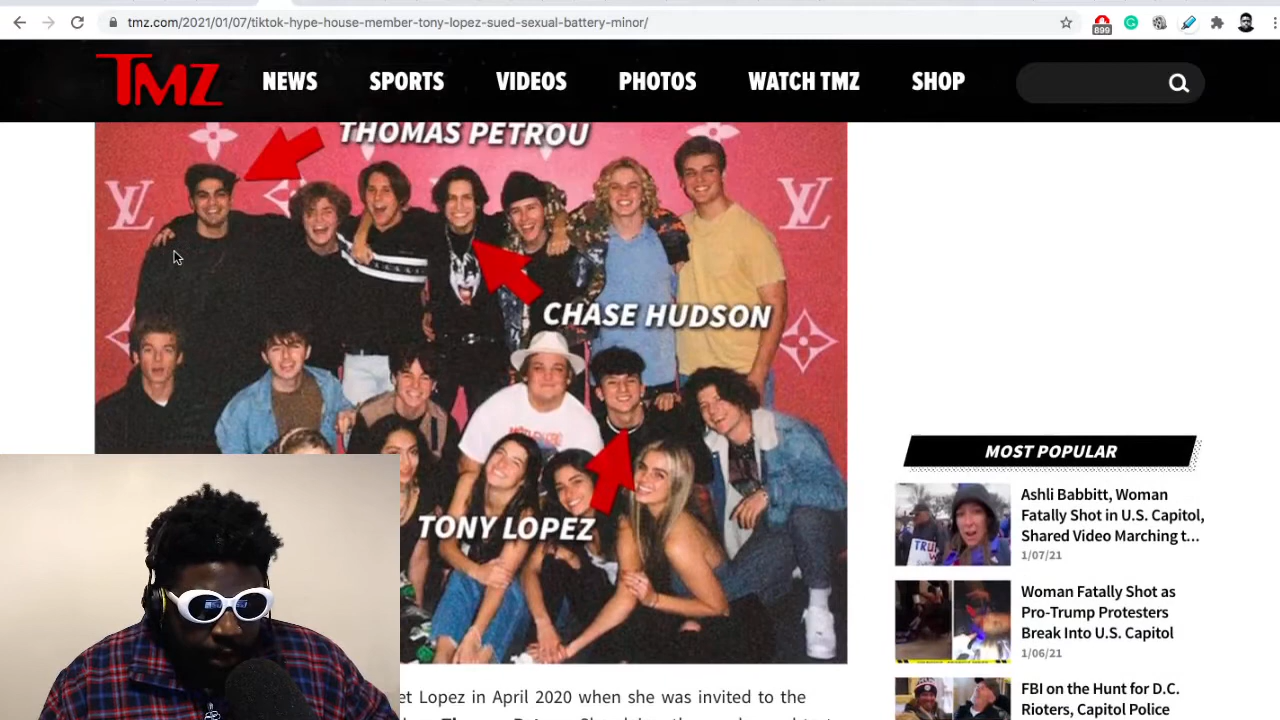 tmz.com/2021/01/07/tiktok-hype-house-member-tony-lopez-sued-sexual-battery-minor/
899
TMZ
NEWS
SPORTS
VIDEOS
PHOTOS
WATCH TMZ
SHOP
THOMAS PETROU
LV
LV
CHASE HUDSON
TONY LOPEZ
MOST POPULAR
Ashli Babbitt, Woman
Fatally Shot in U.S. Capitol,
Shared Video Marching t...
1/07/21
Woman Fatally Shot as
Pro-Trump Protesters
Break Into U.S. Capitol
1/06/21
FBI on the Hunt for D.C.
Rioters, Capitol Police
et Lopez in April 2020 when she was invited to the